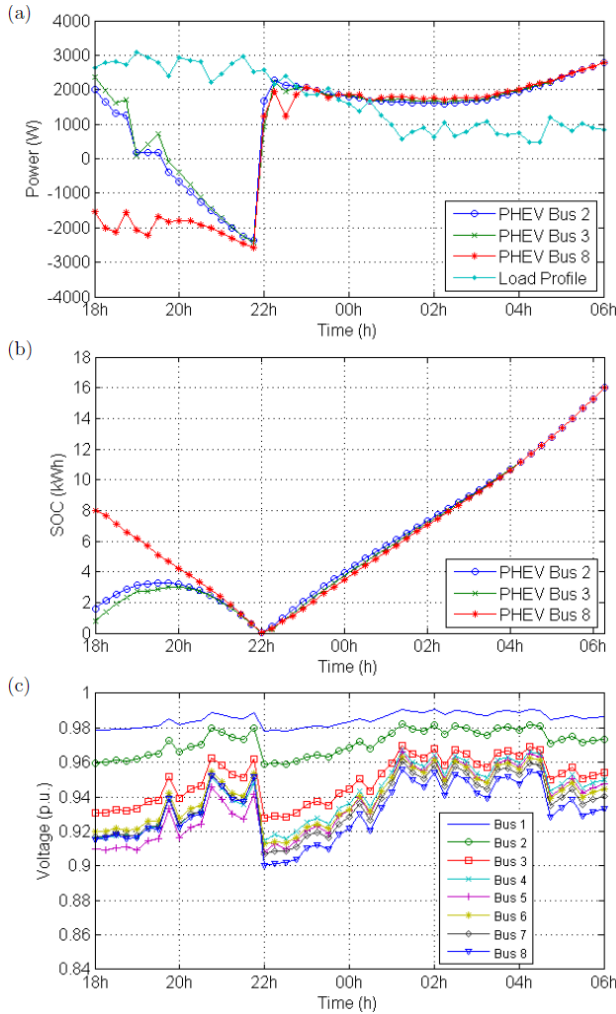 (a)
4000
3000
2000
1000
0
-1000
-2000
-3000
-4000
Power (W)
PHEV Bus 2
PHEV Bus 3
PHEV Bus 8
Load Profile
18h 20h 22h 00h 02h 04h 06h
Time (h)
(b)
18
16
14
12
10
8
6
4
2
0
SOC (kWh)
PHEV Bus 2
PHEV Bus 3
PHEV Bus 8
18h 20h 22h 00h 02h 04h 06h
Time (h)
(c)
1
0.98
0.96
0.94
0.92
0.9
0.88
0.86
0.84
Voltage (p.u.)
Bus 1
Bus 2
Bus 3
Bus 4
Bus 5
Bus 6
Bus 7
Bus 8
18h 20h 22h 00h 02h 04h 06h
Time (h)